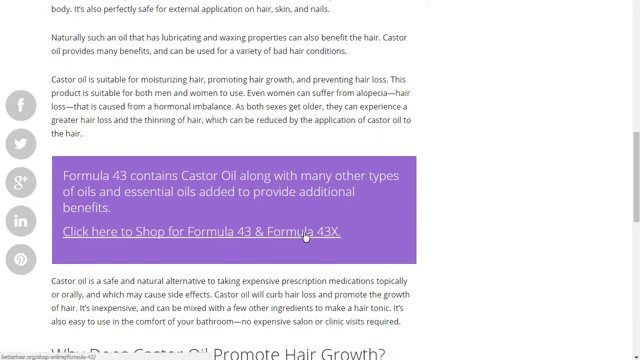 body. It's also perfectly safe for external application on hair, skin, and nails.
Naturally such an oil that has lubricating and waxing properties can also benefit the hair. Castor
oil provides many benefits, and can be used for a variety of bad hair conditions.
Castor oil is suitable for moisturizing hair, promoting hair growth, and preventing hair loss. This
product is suitable for both men and women to use. Even women can suffer from alopecia—hair
loss—that is caused from a hormonal imbalance. As both sexes get older, they can experience a
greater hair loss and the thinning of hair, which can be reduced by the application of castor oil to
the hair.
Formula 43 contains Castor Oil along with many other types
of oils and essential oils added to provide additional
benefits.
Click here to Shop for Formula 43 & Formula 43X.
Castor oil is a safe and natural alternative to taking expensive prescription medications topically
or orally, and which may cause side effects. Castor oil will curb hair loss and promote the growth
of hair. It's inexpensive, and can be mixed with a few other ingredients to make a hair tonic. It's
also easy to use in the comfort of your bathroom—no expensive salon or clinic visits required.
Why Does Castor Oil Promote Hair Growth?